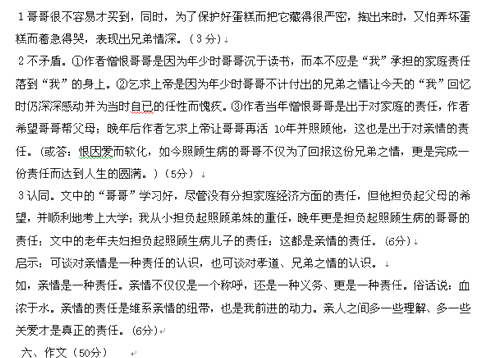 1 哥哥很不容易才买到，同时，为了保护好蛋糕而把它藏得很严密，掏出来时，又怕弄坏蛋
糕而着急得哭，表现出兄弟情深。（3 分）
2 不矛盾。①作者憎恨哥哥是因为年少时哥哥沉于读书，而本不应是“我”承担的家庭责任
落到“我”的身上。②乞求上帝是因为年少时哥哥不计付出的兄弟之情让今天的“我”回忆
时仍深深感动并为当时自已的任性而愧疚。③作者当年憎恨哥哥是出于对家庭的责任，作者
希望哥哥帮父母，晚年后作者乞求上帝让哥哥再活 10年并照顾他，这也是出于对亲情的责
任。（或答：恨因爱而软化，如今照顾生病的哥哥不仅为了回报这份兄弟之情，更是完成一
份责任而达到人生的圆满。）（5分）
3 认同。文中的“哥哥”学习好，尽管没有分担家庭经济方面的责任，但他担负起父母的希
望，并顺利地考上大学；我从小担负起照顾弟妹的重任，晚年更是担负起照顾生病的哥哥的
责任；文中的老年夫妇担负起照顾生病儿子的责任：这都是亲情的责任。(6分)
启示：可谈对亲情是一种责任的认识，也可谈对孝道、兄弟之情的认识。
如，亲情是一种责任。亲情不仅仅是一个称呼，还是一种义务、更是一种责任。俗话说：血
浓于水。亲情的责任是维系亲情的纽带，也是我前进的动力。亲人之间多一些理解、多一些
关爱才是真正的责任。(6分)
六、作文（50分）